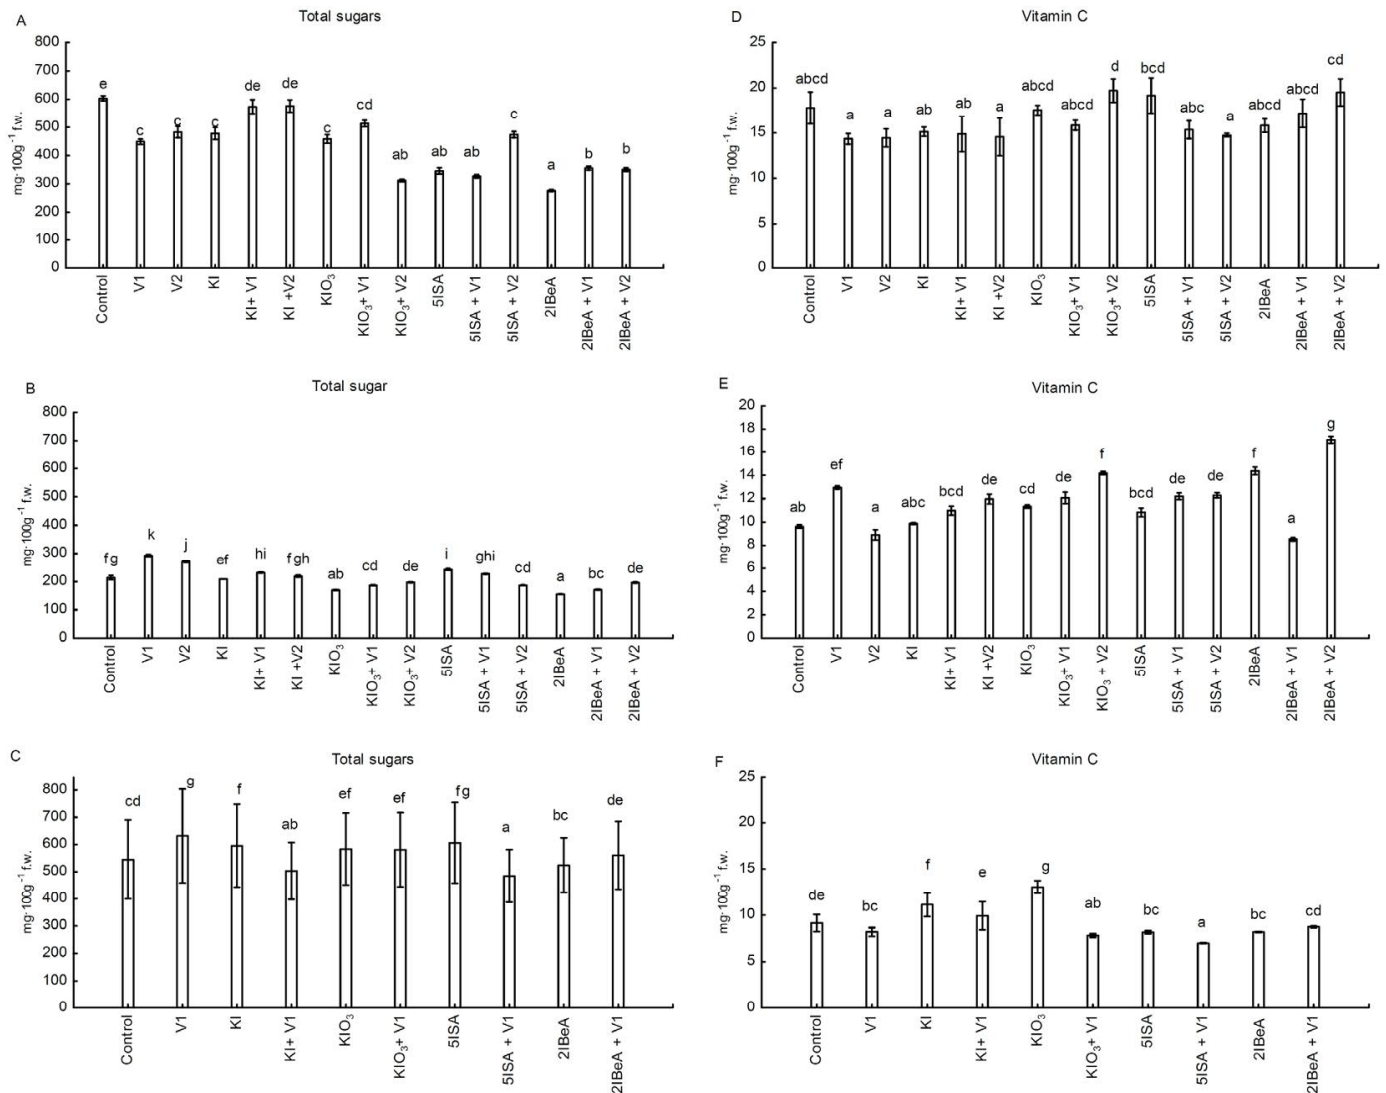 A
Total sugars
mg·100g⁻¹ f.w.
800
700
600
500
400
300
200
100
0
e
c
c
c
de
de
c
cd
ab
ab
ab
c
a
b
b
Control
V1
V2
KI
KI+ V1
KI +V2
KIO₃
KIO₃+ V1
KIO₃+ V2
5ISA
5ISA + V1
5ISA + V2
2IBeA
2IBeA + V1
2IBeA + V2
D
Vitamin C
mg·100g⁻¹ f.w.
25
20
15
10
5
0
abcd
a
a
ab
ab
a
abcd
abcd
d
bcd
abc
a
abcd
abcd
cd
Control
V1
V2
KI
KI+ V1
KI +V2
KIO₃
KIO₃+ V1
KIO₃+ V2
5ISA
5ISA + V1
5ISA + V2
2IBeA
2IBeA + V1
2IBeA + V2
B
Total sugar
mg·100g⁻¹ f.w.
800
700
600
500
400
300
200
100
0
fg
k
j
ef
hi
fgh
ab
cd
de
i
ghi
cd
a
bc
de
Control
V1
V2
KI
KI+ V1
KI +V2
KIO₃
KIO₃+ V1
KIO₃+ V2
5ISA
5ISA + V1
5ISA + V2
2IBeA
2IBeA + V1
2IBeA + V2
E
Vitamin C
mg·100g⁻¹ f.w.
20
18
16
14
12
10
8
6
4
2
0
ab
ef
a
abc
bcd
de
cd
de
f
bcd
de
de
f
a
g
Control
V1
V2
KI
KI+ V1
KI +V2
KIO₃
KIO₃+ V1
KIO₃ + V2
5ISA
5ISA + V1
5ISA + V2
2IBeA
2IBeA + V1
2IBeA + V2
C
Total sugars
mg·100g⁻¹ f.w.
800
700
600
500
400
300
200
100
0
cd
g
f
ab
ef
ef
fg
a
bc
de
Control
V1
KI
KI+ V1
KIO₃
KIO₃+ V1
5ISA
5ISA + V1
2IBeA
2IBeA + V1
F
Vitamin C
mg·100g⁻¹ f.w.
25
20
15
10
5
0
de
bc
f
e
g
ab
bc
a
bc
cd
Control
V1
KI
KI+ V1
KIO₃
KIO₃+ V1
5ISA
5ISA + V1
2IBeA
2IBeA + V1